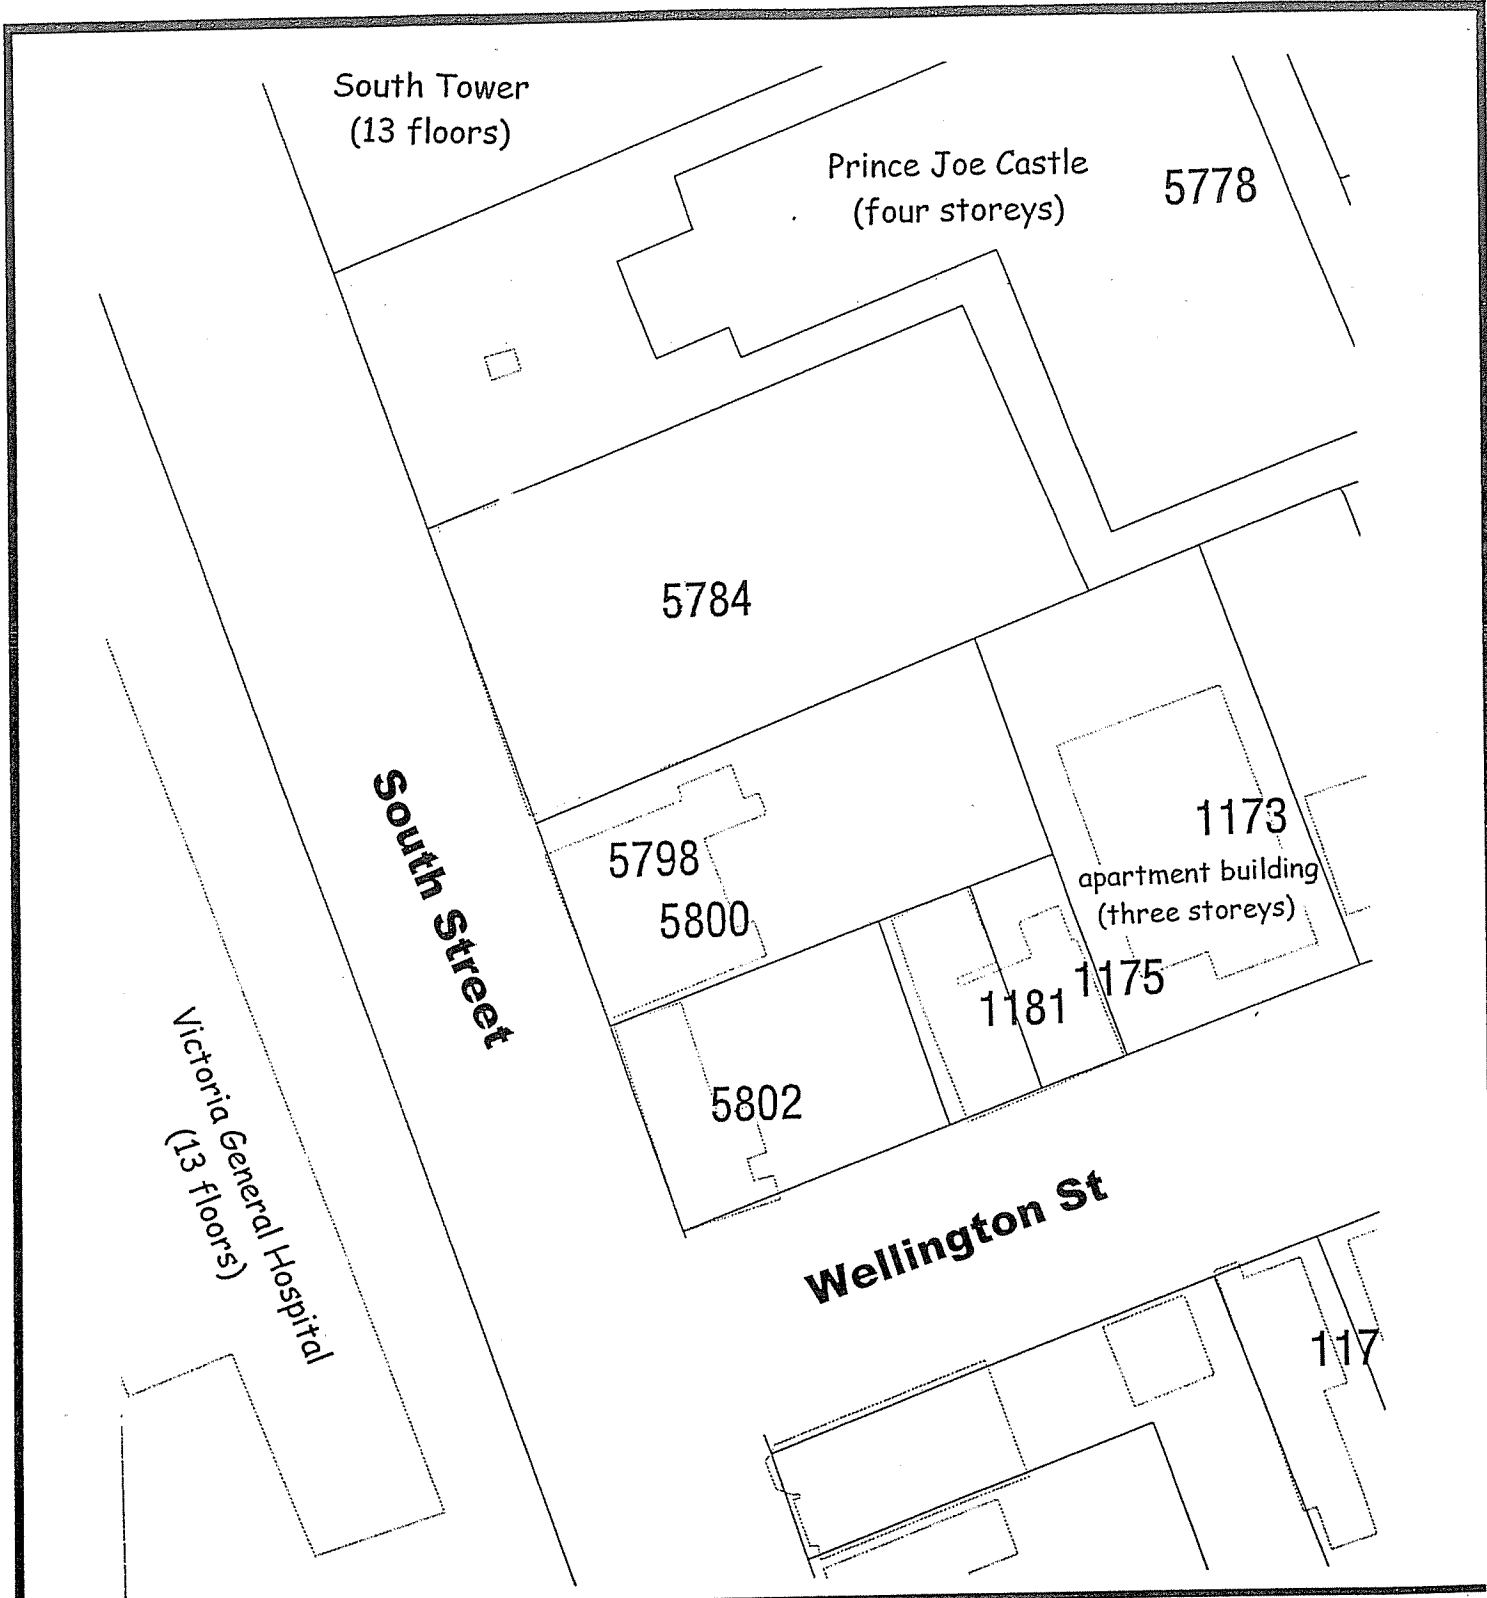 South Tower
(13 floors)
Prince Joe Castle
(four storeys)
5778
5784
South Street
5798
5800
1173
apartment building
(three storeys)
1175
1181
5802
Victoria General Hospital
(13 floors)
Wellington St
117